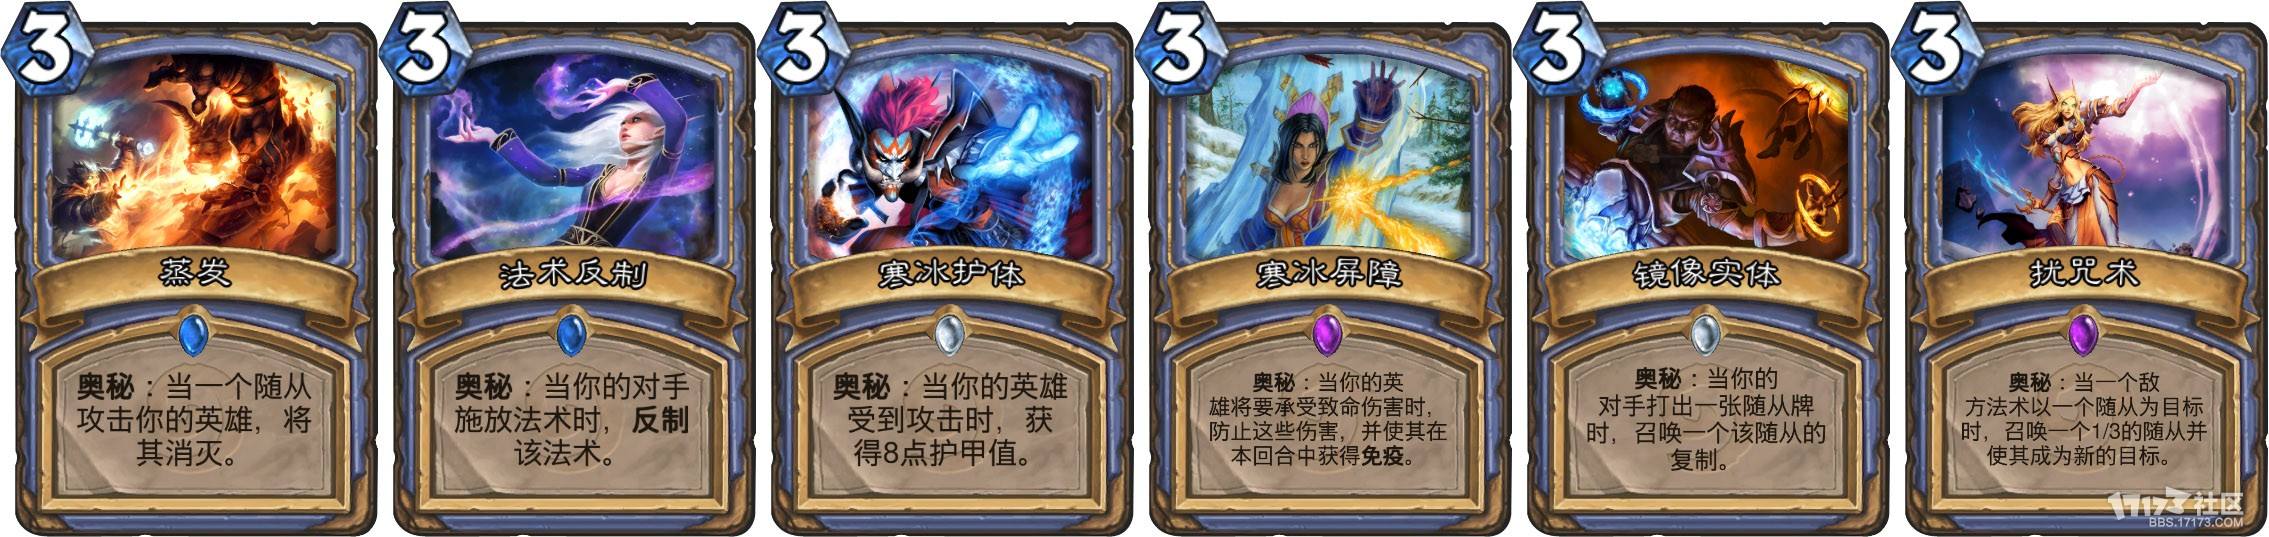 3
蒸发
奥秘：当一个随从
攻击你的英雄，将
其消灭。
3
法术反制
奥秘：当你的对手
施放法术时，反制
该法术。
3
寒冰护体
奥秘：当你的英雄
受到攻击时，获
得8点护甲值。
3
寒冰屏障
奥秘：当你的英
雄将要承受致命伤害时，
防止这些伤害，并使其在
本回合中获得免疫。
3
镜像实体
奥秘：当你的
对手打出一张随从牌
时，召唤一个该随从的
复制。
3
扰咒术
奥秘：当一个敌
方法术以一个随从为目标
时，召唤一个1/3的随从并
使其成为新的目标。
17173社区
BBS.17173.COM